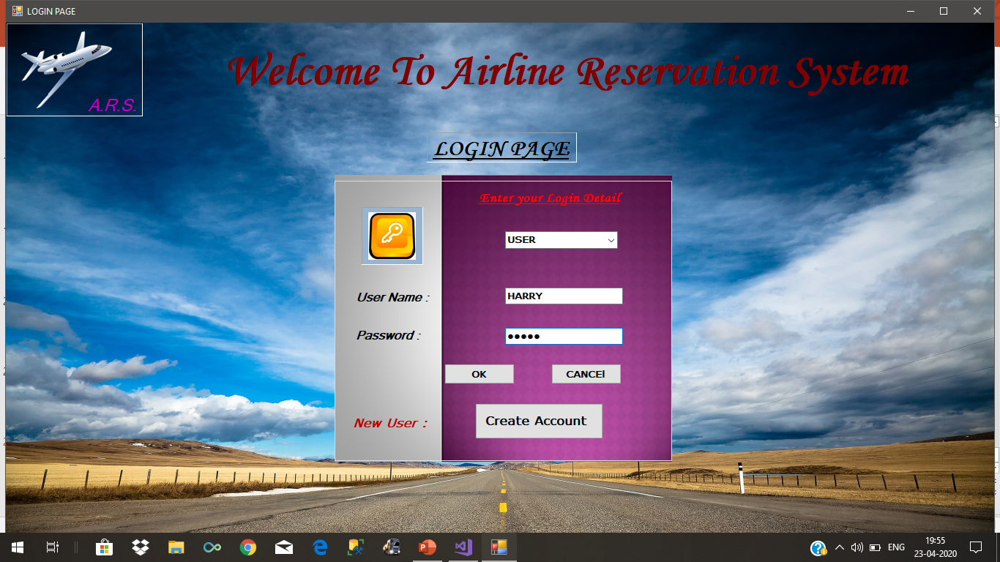 LOGIN PAGE
A.R.S.
Welcome To Airline Reservation System
LOGIN PAGE
Enter your Login Detail
USER
User Name : HARRY
Password : ●●●●●
OK CANCEl
New User : Create Account
ENG
19:55
23-04-2020